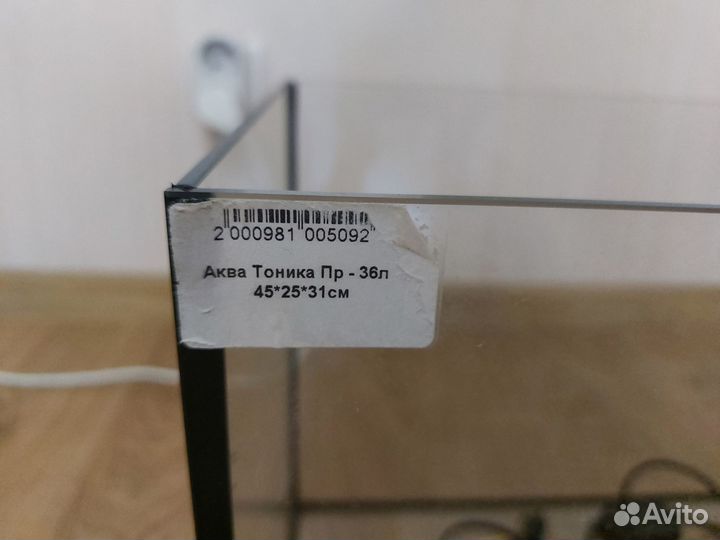 2 000981 005092
Аква Тоника Пр - 36л
45*25*31см
Avito